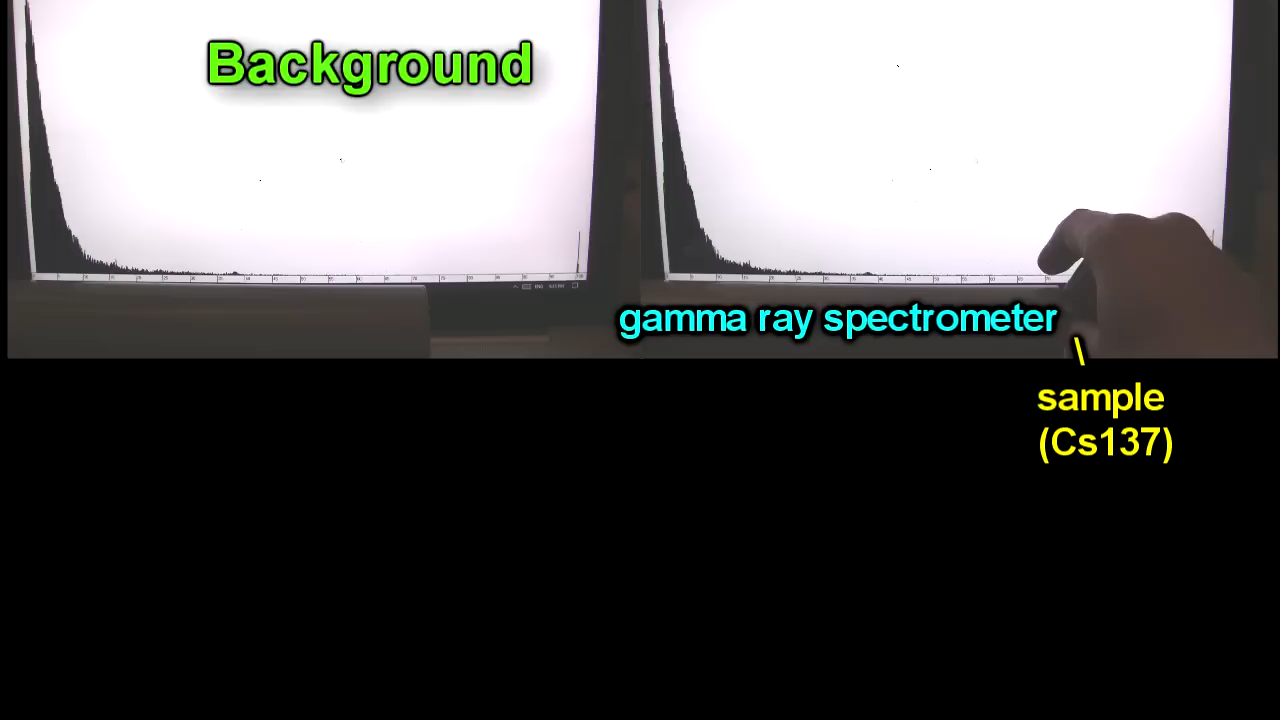 Background
gamma ray spectrometer
\
sample
(Cs137)